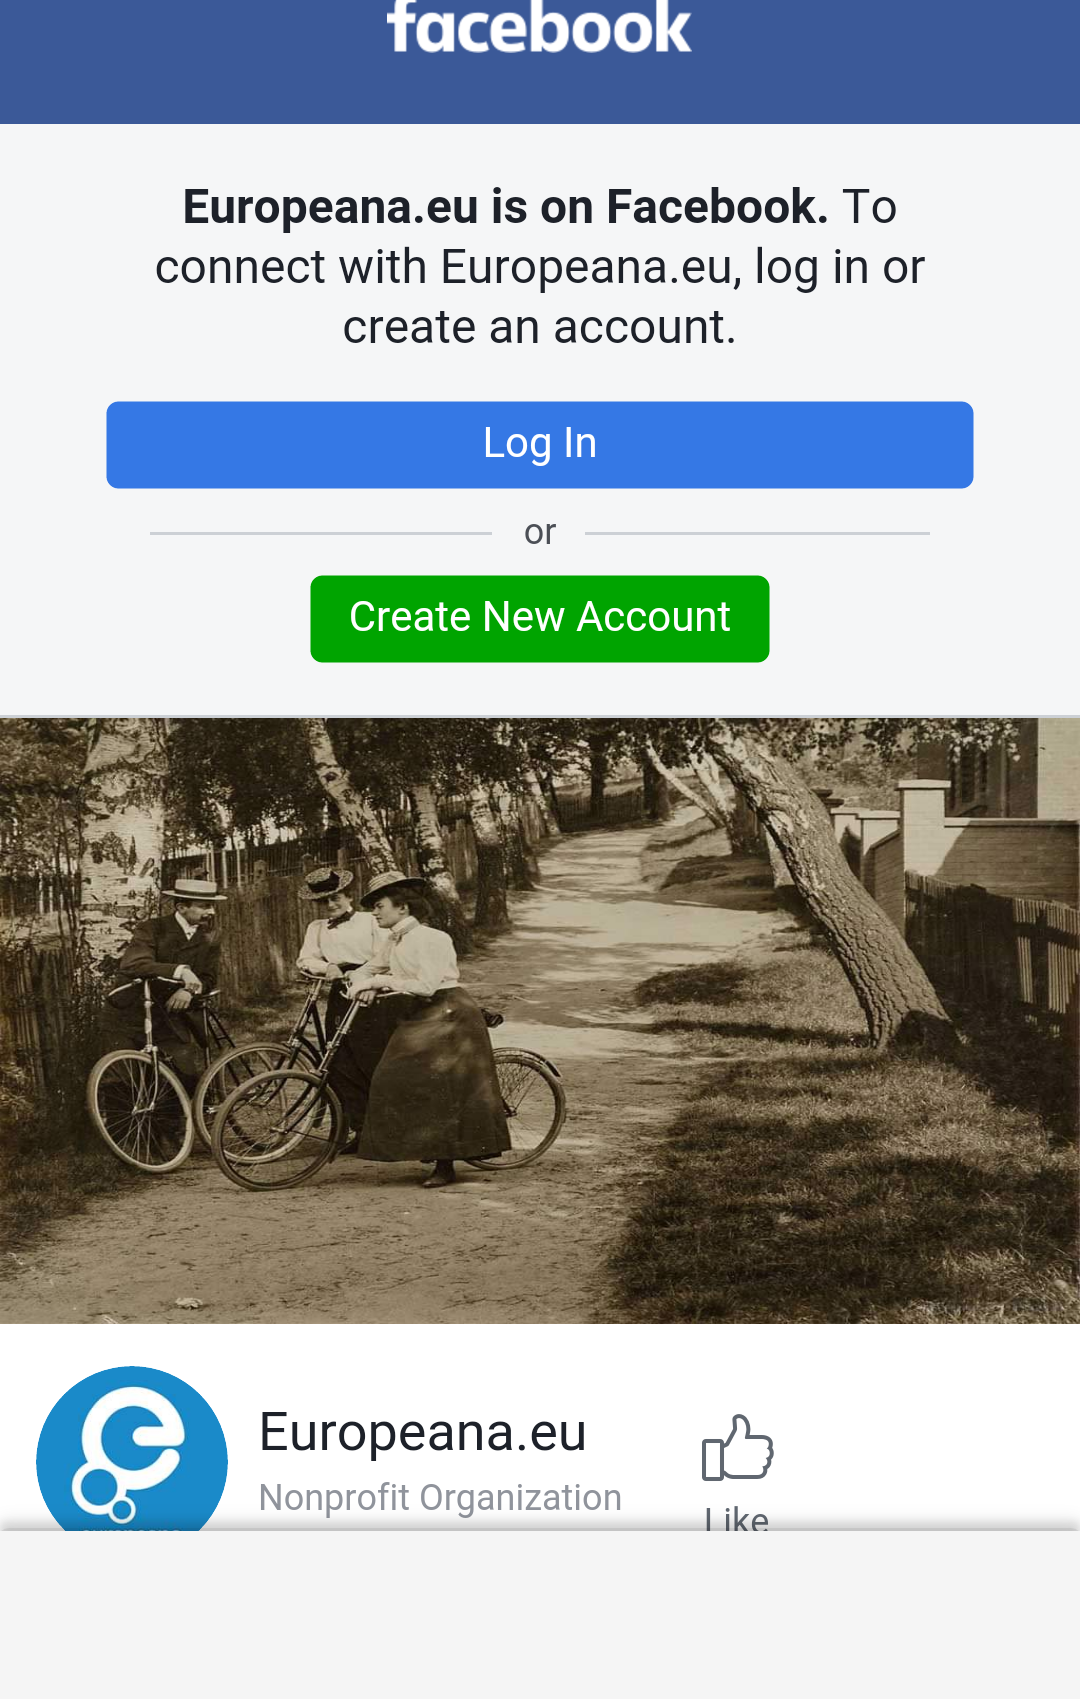 facebook
Europeana.eu is on Facebook. To
connect with Europeana.eu, log in or
create an account.
Log In
or
Create New Account
Europeana.eu
Nonprofit Organization
Like